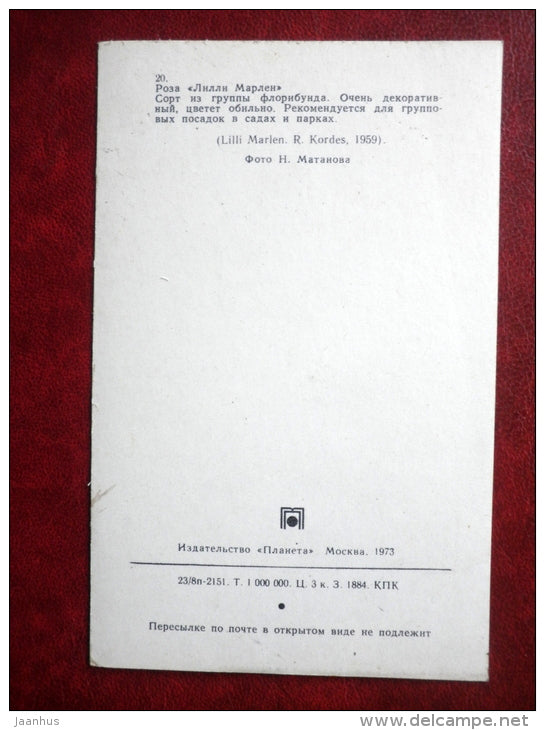 20.
Роза «Лилли Марлен»
Сорт из группы флорибунда. Очень декоратив-
ный, цветет обильно. Рекомендуется для группо-
вых посадок в садах и парках.
(Lilli Marlen. R. Kordes, 1959).
Фото Н. Матанова
Издательство «Планета» Москва, 1973
23/8п-2151. Т. 1 000 000. Ц. 3 к. З. 1884. ҚПҚ
Пересылке по почте в открытом виде не подлежит
jaanhus
delcampe.net